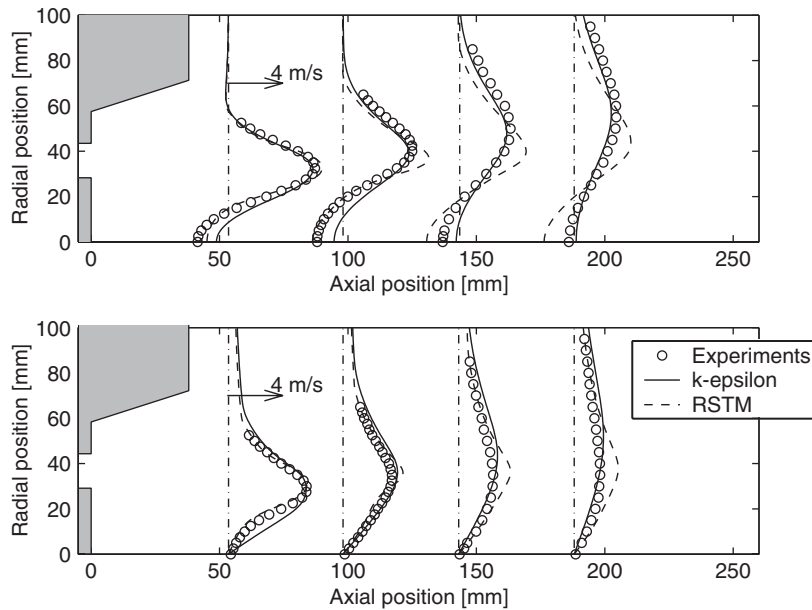 100
80
60
40
20
0
Radial position [mm]
4 m/s
0 50 100 150 200 250
Axial position [mm]
100
80
60
40
20
0
Radial position [mm]
4 m/s
Experiments
k-epsilon
RSTM
0 50 100 150 200 250
Axial position [mm]